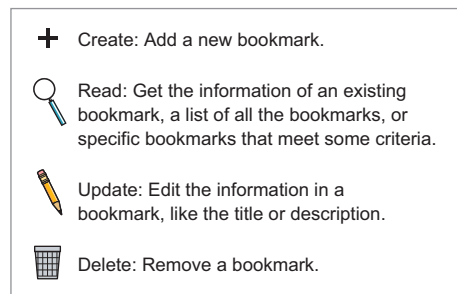 Create: Add a new bookmark.
Read: Get the information of an existing
bookmark, a list of all the bookmarks, or
specific bookmarks that meet some criteria.
Update: Edit the information in a
bookmark, like the title or description.
Delete: Remove a bookmark.